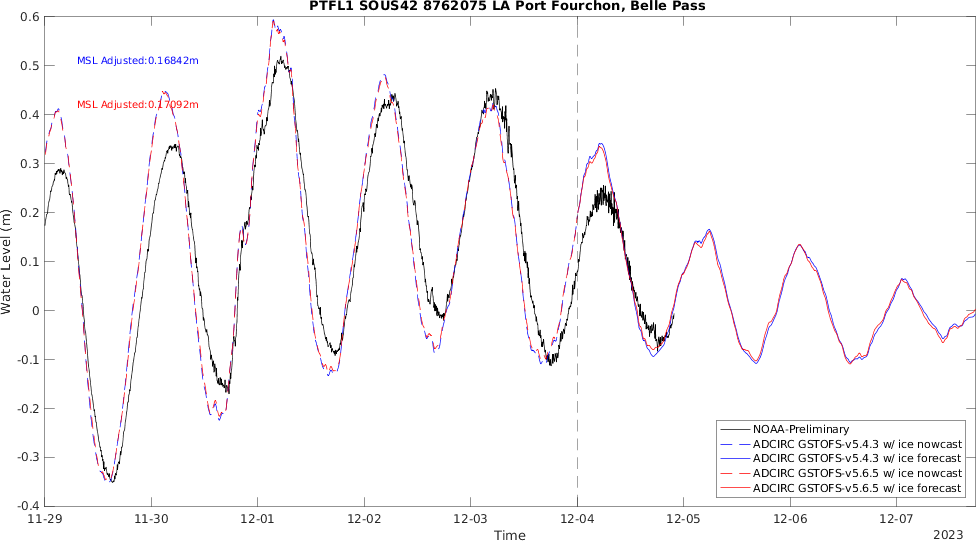 PTFL1 SOUS42 8762075 LA Port Fourchon, Belle Pass
0.6
0.5
0.4
0.3
0.2
0.1
0
-0.1
-0.2
-0.3
-0.4
Water Level (m)
MSL Adjusted:0.16842m
MSL Adjusted:0.17092m
NOAA-Preliminary
ADCIRC GSTOFS-v5.4.3 w/ ice nowcast
ADCIRC GSTOFS-v5.4.3 w/ ice forecast
ADCIRC GSTOFS-v5.6.5 w/ ice nowcast
ADCIRC GSTOFS-v5.6.5 w/ ice forecast
11-29 11-30 12-01 12-02 12-03 12-04 12-05 12-06 12-07
Time
2023